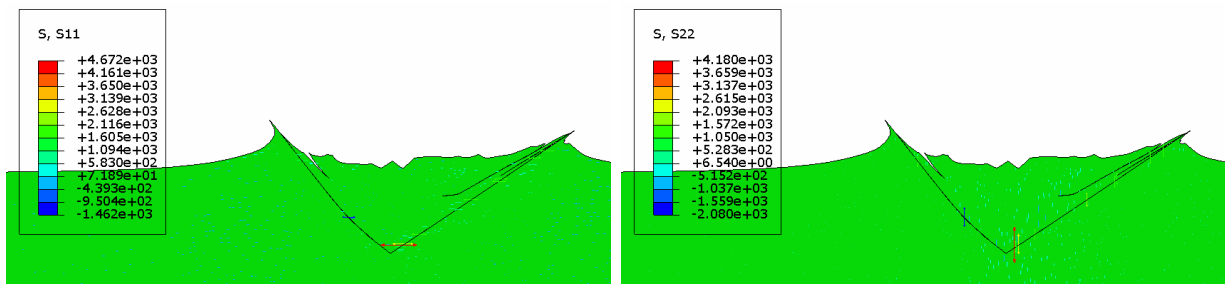 S, S11
+4.672e+03
+4.161e+03
+3.650e+03
+3.139e+03
+2.628e+03
+2.116e+03
+1.605e+03
+1.094e+03
+5.830e+02
+7.189e+01
-4.393e+02
-9.504e+02
-1.462e+03
S, S22
+4.180e+03
+3.659e+03
+3.137e+03
+2.615e+03
+2.093e+03
+1.572e+03
+1.050e+03
+5.283e+02
+6.540e+00
-5.152e+02
-1.037e+03
-1.559e+03
-2.080e+03